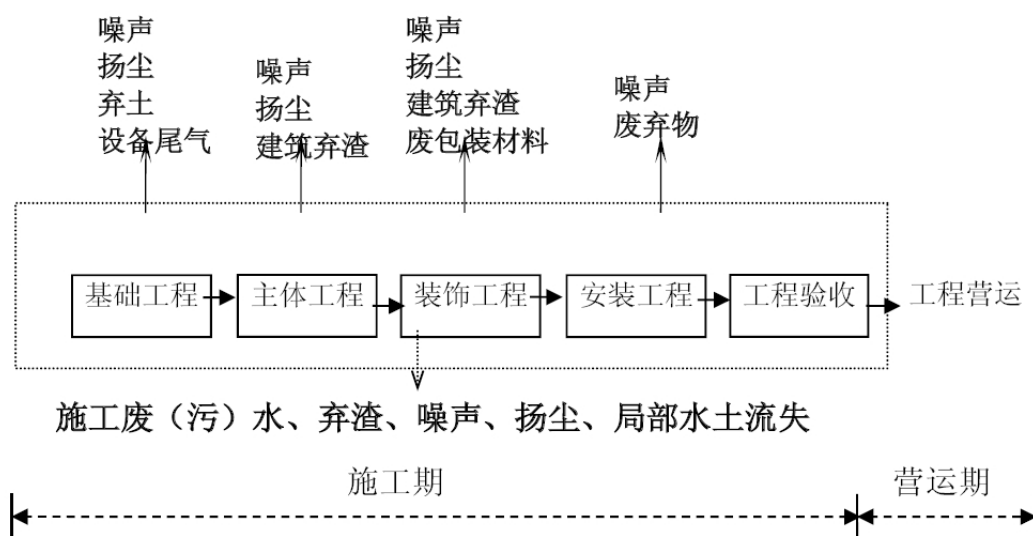 噪声
扬尘
弃土
设备尾气
噪声
扬尘
建筑弃渣
噪声
扬尘
建筑弃渣
废包装材料
噪声
废弃物
基础工程
主体工程
装饰工程
安装工程
工程验收
工程营运
施工废（污）水、弃渣、噪声、扬尘、局部水土流失
施工期
营运期